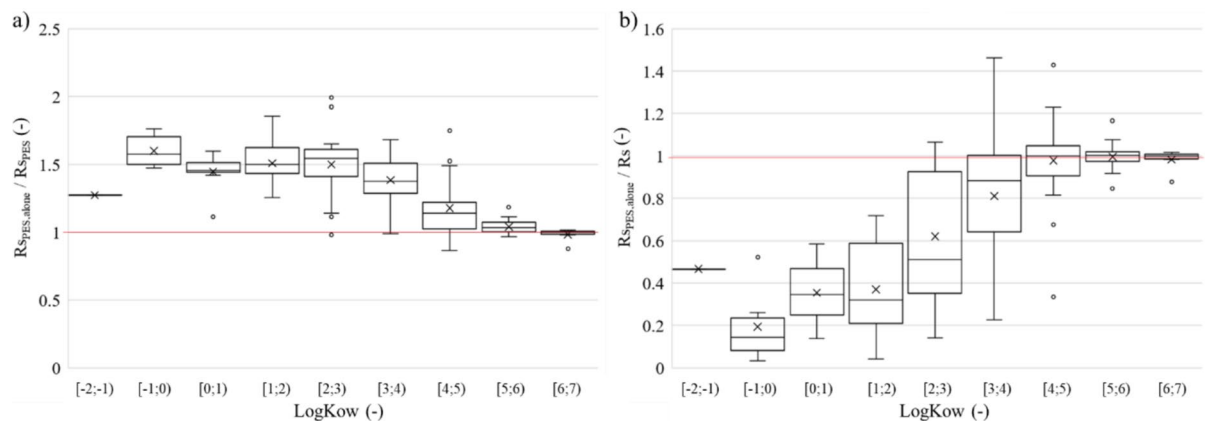 a)
2.5
2
1.5
1
0.5
0
Rs_PES,alone / Rs_PES (-)
[-2;-1) [-1;0) [0;1) [1;2) [2;3) [3;4) [4;5) [5;6) [6;7)
LogKow (-)
b)
1.6
1.4
1.2
1
0.8
0.6
0.4
0.2
0
Rs_PES,alone / Rs (-)
[-2;-1) [-1;0) [0;1) [1;2) [2;3) [3;4) [4;5) [5;6) [6;7)
LogKow (-)